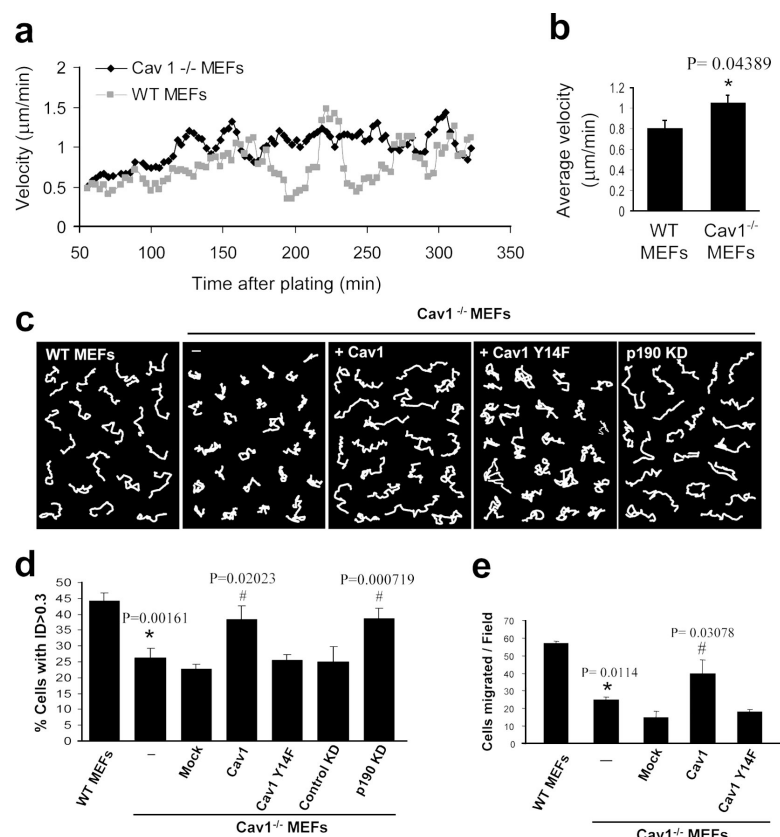 a
Cav 1 -/- MEFs
WT MEFs
Velocity (µm/min)
2
1.5
1
0.5
0
50 100 150 200 250 300 350
Time after plating (min)
b
P= 0.04389
*
Average velocity
(µm/min)
1.2
1
0.8
0.6
0.4
0.2
0
WT
MEFs
Cav1-/-
MEFs
c
Cav1 -/- MEFs
WT MEFs
–
+ Cav1
+ Cav1 Y14F
p190 KD
d
% Cells with ID>0.3
50
45
40
35
30
25
20
15
10
5
0
P=0.00161
*
P=0.02023
#
P=0.000719
#
WT MEFs
–
Mock
Cav1
Cav1 Y14F
Control KD
p190 KD
Cav1-/- MEFs
e
Cells migrated / Field
70
60
50
40
30
20
10
0
P= 0.0114
*
P= 0.03078
#
WT MEFs
–
Mock
Cav1
Cav1 Y14F
Cav1-/- MEFs